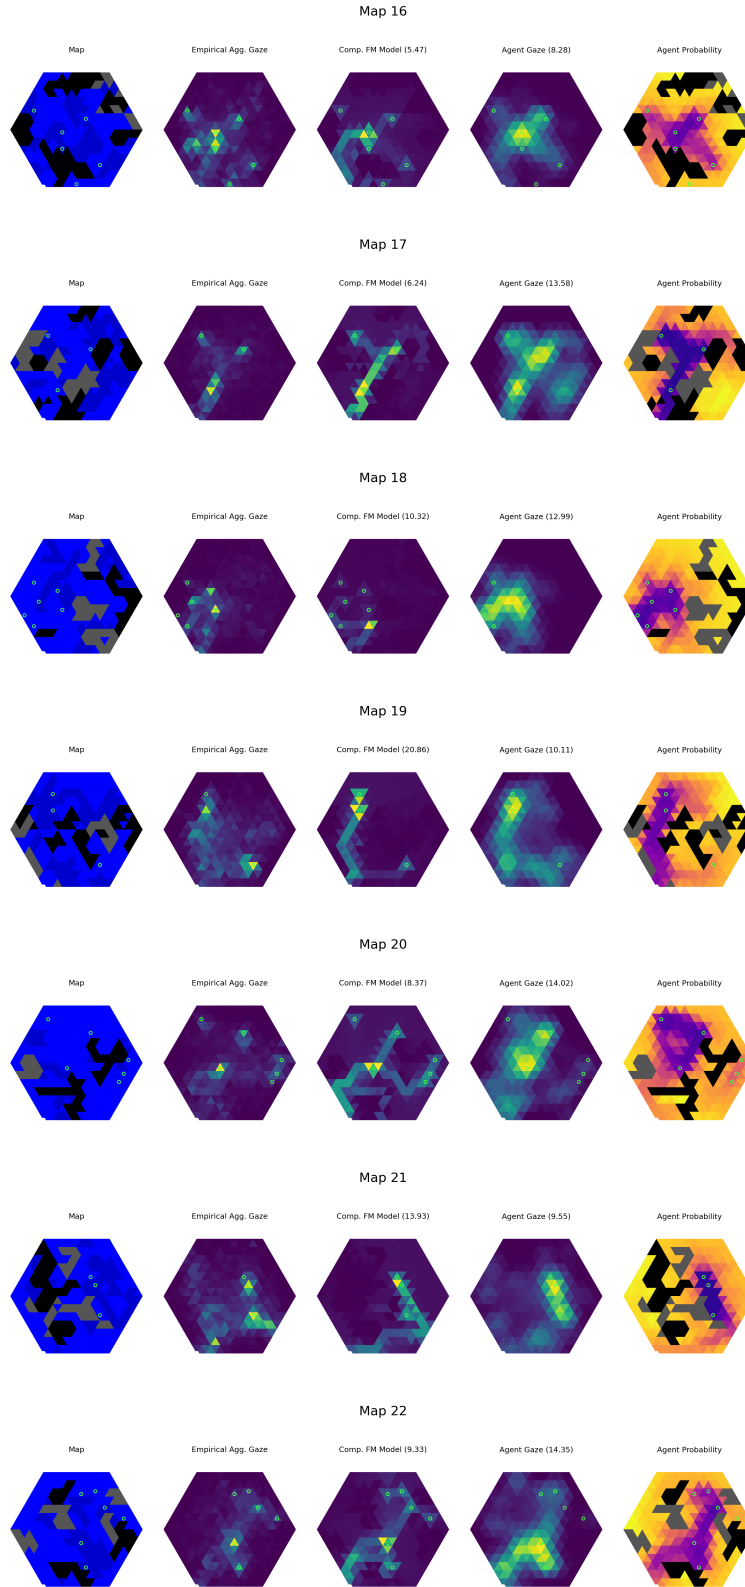 Map 16
Map Empirical Agg. Gaze Comp. FM Model (5.47) Agent Gaze (8.28) Agent Probability
Map 17
Map Empirical Agg. Gaze Comp. FM Model (6.24) Agent Gaze (13.58) Agent Probability
Map 18
Map Empirical Agg. Gaze Comp. FM Model (10.32) Agent Gaze (12.99) Agent Probability
Map 19
Map Empirical Agg. Gaze Comp. FM Model (20.86) Agent Gaze (10.11) Agent Probability
Map 20
Map Empirical Agg. Gaze Comp. FM Model (8.37) Agent Gaze (14.02) Agent Probability
Map 21
Map Empirical Agg. Gaze Comp. FM Model (13.93) Agent Gaze (9.55) Agent Probability
Map 22
Map Empirical Agg. Gaze Comp. FM Model (9.33) Agent Gaze (14.35) Agent Probability